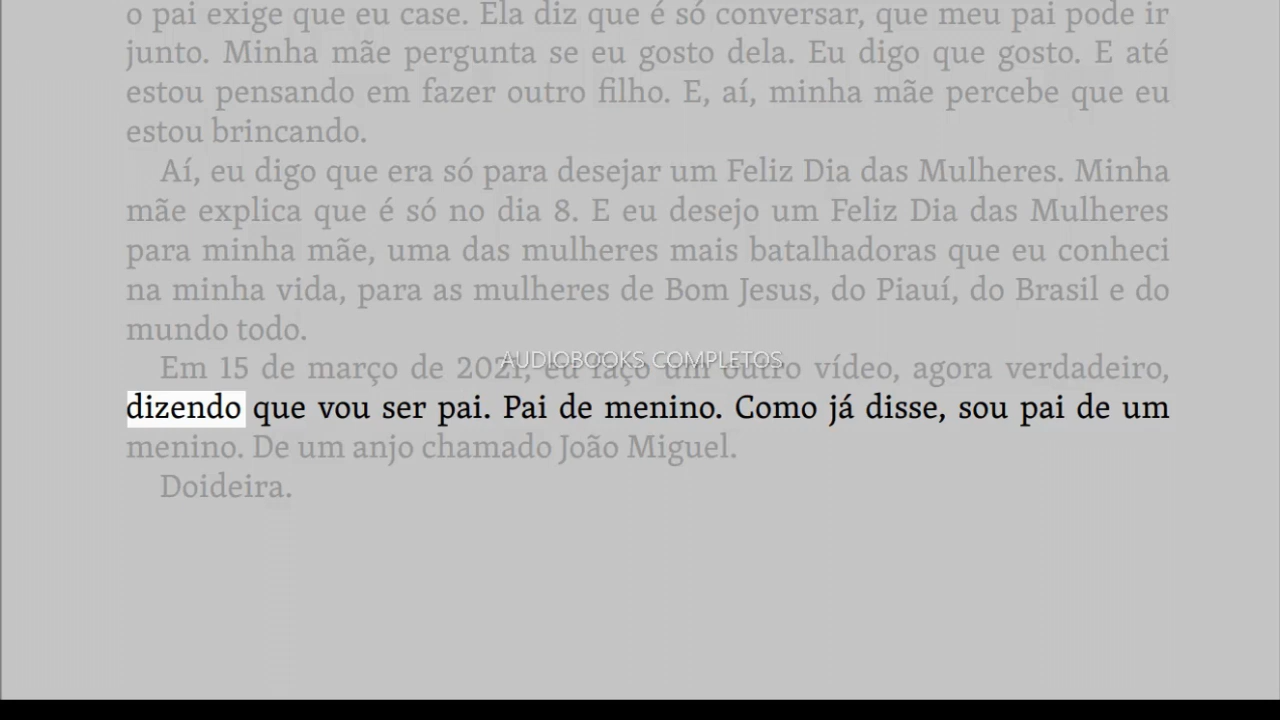 o pai exige que eu case. Ela diz que é só conversar, que meu pai pode ir
junto. Minha mãe pergunta se eu gosto dela. Eu digo que gosto. E até
estou pensando em fazer outro filho. E, aí, minha mãe percebe que eu
estou brincando.
Aí, eu digo que era só para desejar um Feliz Dia das Mulheres. Minha
mãe explica que é só no dia 8. E eu desejo um Feliz Dia das Mulheres
para minha mãe, uma das mulheres mais batalhadoras que eu conheci
na minha vida, para as mulheres de Bom Jesus, do Piauí, do Brasil e do
mundo todo.
AUDIOBOOKS COMPLETOS
Em 15 de março de 2021, eu faço um outro vídeo, agora verdadeiro,
dizendo que vou ser pai. Pai de menino. Como já disse, sou pai de um
menino. De um anjo chamado João Miguel.
Doideira.